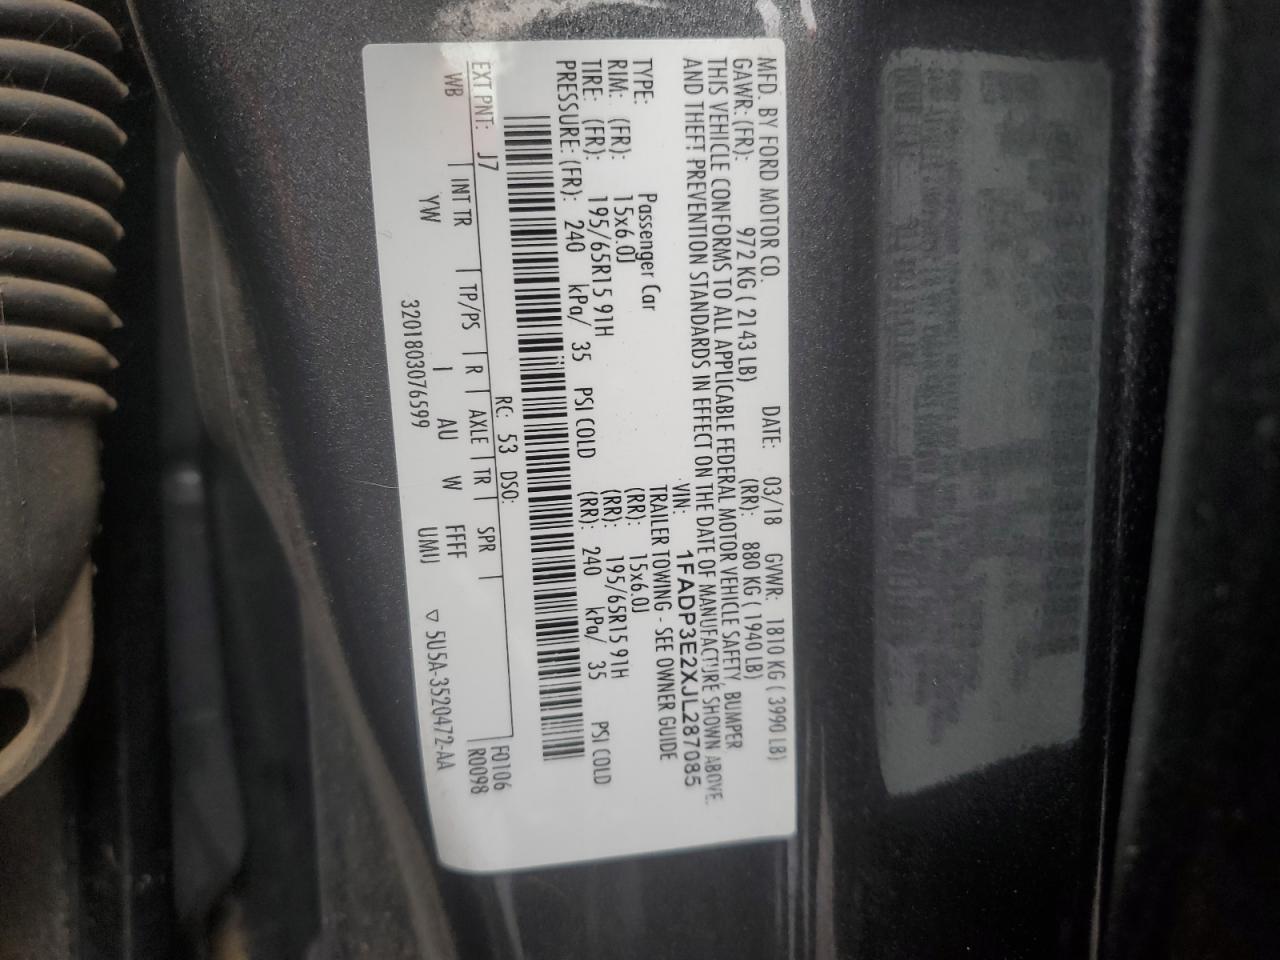 MFD. BY FORD MOTOR CO. DATE: 03/18 GVWR: 1810 KG ( 3990 LB)
GAWR: (FR): 972 KG ( 2143 LB) (RR): 880 KG ( 1940 LB)
THIS VEHICLE CONFORMS TO ALL APPLICABLE FEDERAL MOTOR VEHICLE SAFETY, BUMPER
AND THEFT PREVENTION STANDARDS IN EFFECT ON THE DATE OF MANUFACTURE SHOWN ABOVE.
VIN: 1FADP3E2XJL287085
TYPE: Passenger Car TRAILER TOWING - SEE OWNER GUIDE
RIM: (FR): 15x6.0J (RR): 15x6.0J
TIRE: (FR): 195/65R15 91H (RR): 195/65R15 91H
PRESSURE: (FR): 240 kPa/ 35 PSI COLD (RR): 240 kPa/ 35 PSI COLD
RC: 53 DSO: F0106
EXT PNT: J7 R0098
WB INT TR TP/PS R AXLE TR SPR
YW I AU W FFFF
3201803076599 UMIJ ▽ 5U5A-3520472-AA